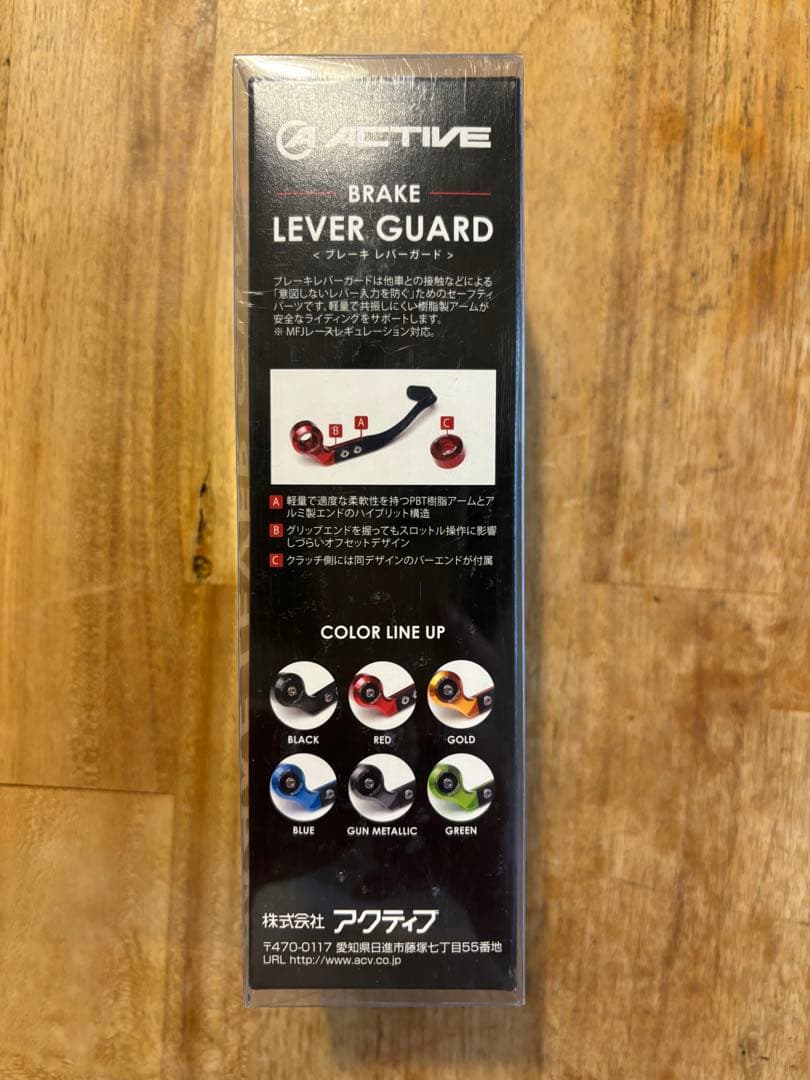 ACTIVE
BRAKE
LEVER GUARD
< ブレーキ レバーガード >
ブレーキレバーガードは他車との接触などによる
「意図しないレバー入力を防ぐ」ためのセーフティ
パーツです。軽量で共振しにくい樹脂製アームが
安全なライディングをサポートします。
※ MFJレースレギュレーション対応。
B A C
A 軽量で適度な柔軟性を持つPBT樹脂アームとア
ルミ製エンドのハイブリット構造
B グリップエンドを握ってもスロットル操作に影響
しづらいオフセットデザイン
C クラッチ側には同デザインのバーエンドが付属
COLOR LINE UP
BLACK RED GOLD
BLUE GUN METALLIC GREEN
株式会社 アクティブ
〒470-0117 愛知県日進市藤塚七丁目55番地
URL http://www.acv.co.jp